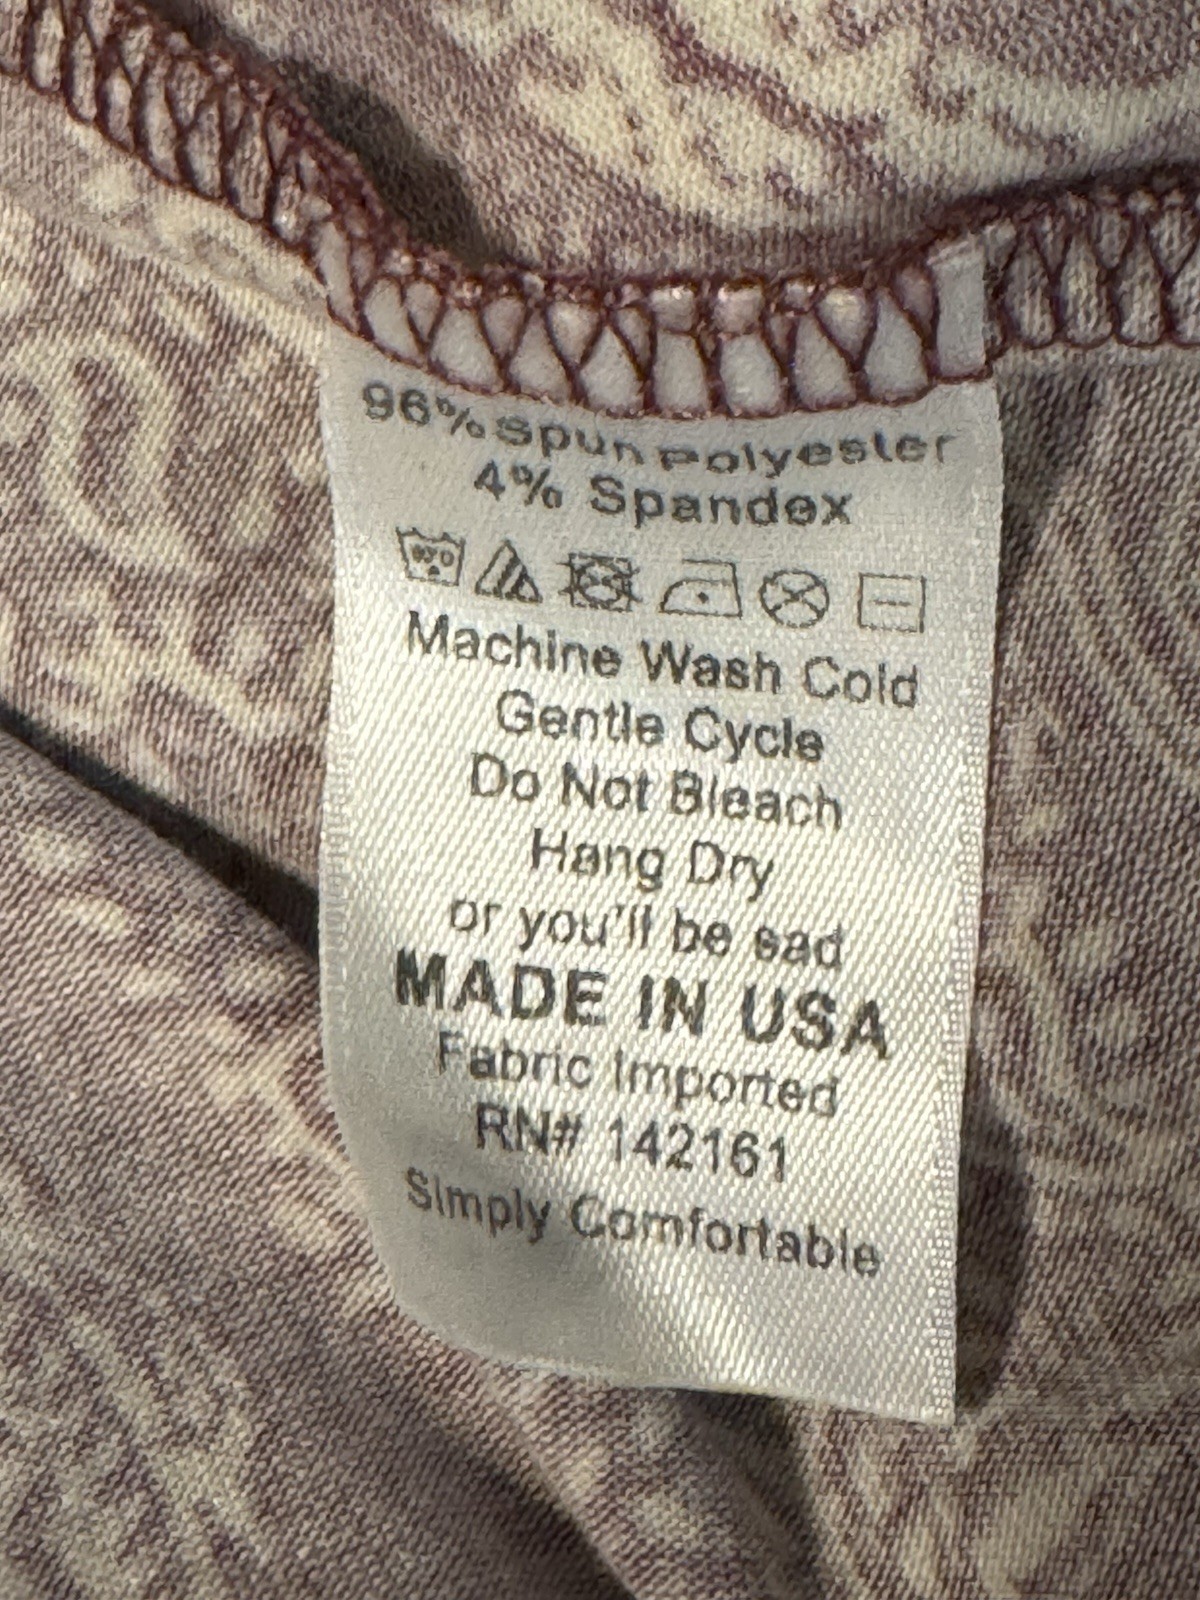 96% Spun Polyester
4% Spandex
Machine Wash Cold
Gentle Cycle
Do Not Bleach
Hang Dry
or you'll be sad
MADE IN USA
Fabric Imported
RN# 142161
Simply Comfortable